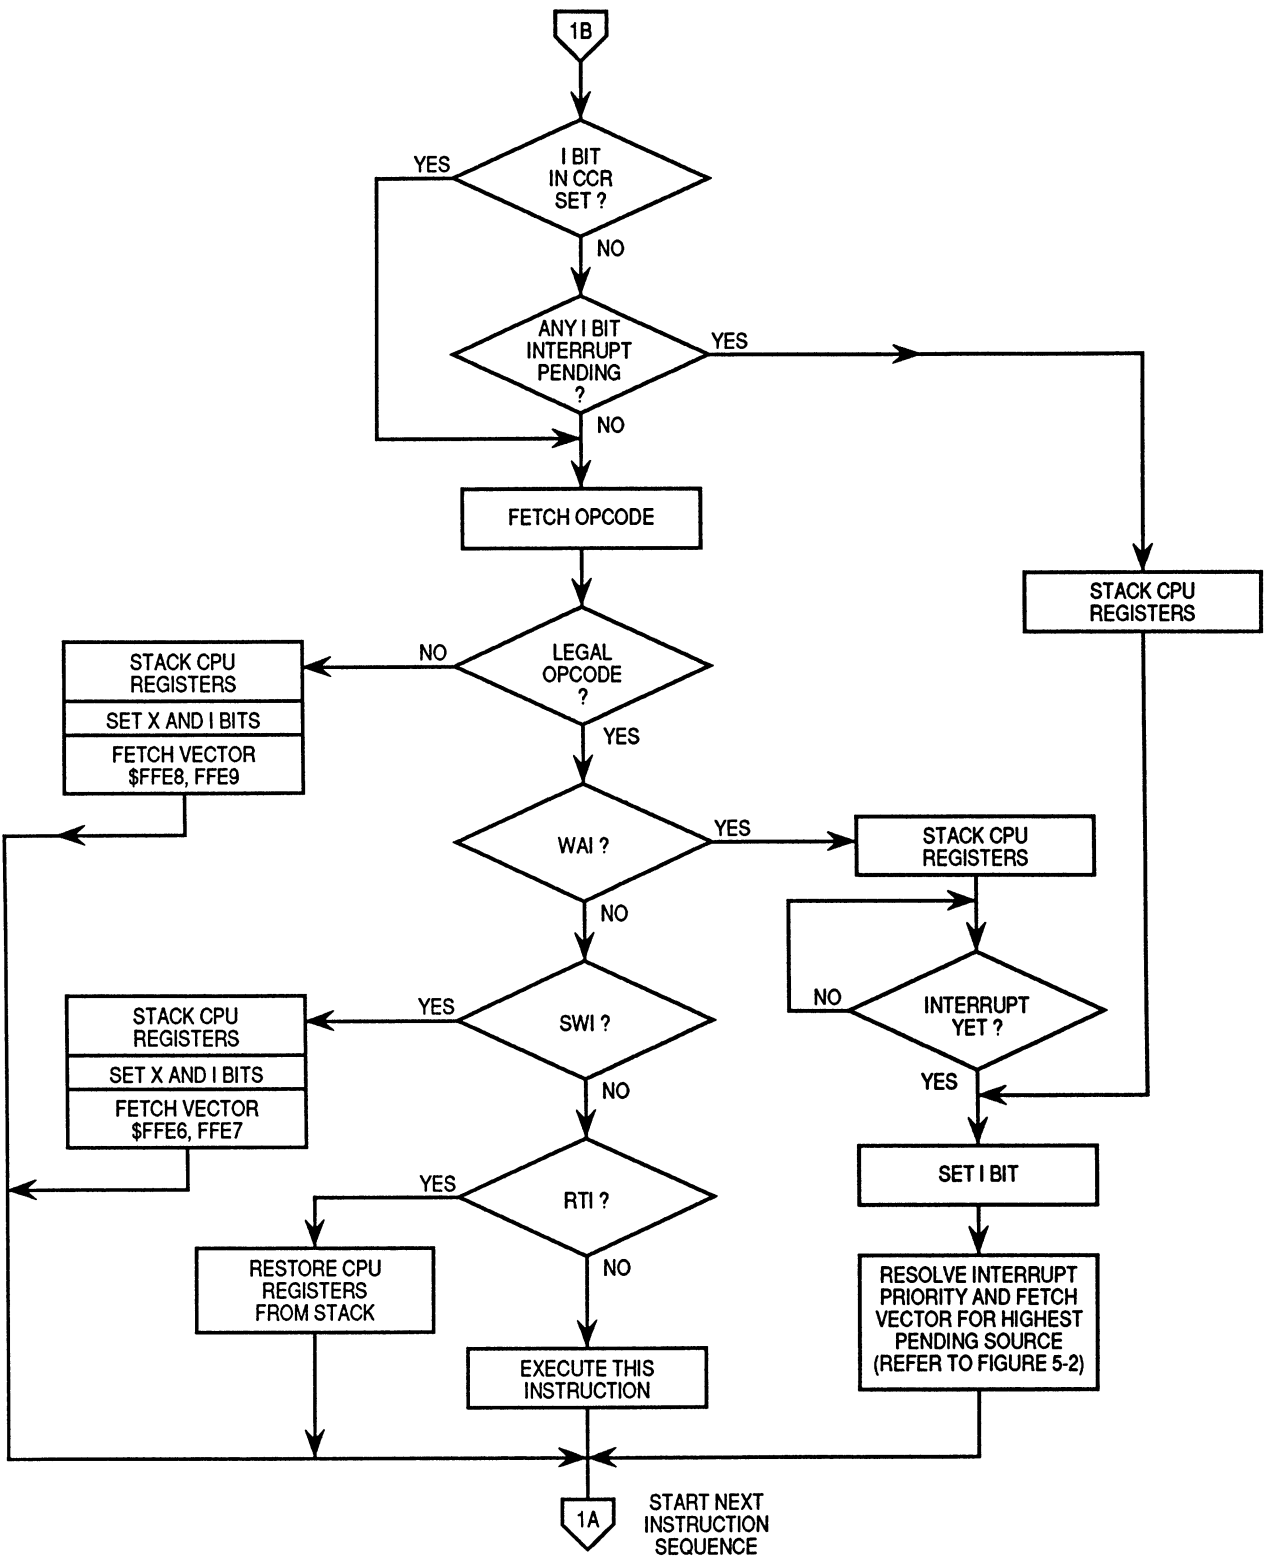 1B
I BIT
IN CCR
SET ?
YES
NO
ANY I BIT
INTERRUPT
PENDING
?
YES
NO
FETCH OPCODE
STACK CPU
REGISTERS
LEGAL
OPCODE
?
NO
YES
STACK CPU
REGISTERS
SET X AND I BITS
FETCH VECTOR
$FFE8, FFE9
WAI ?
YES
NO
STACK CPU
REGISTERS
INTERRUPT
YET ?
NO
YES
SWI ?
YES
NO
STACK CPU
REGISTERS
SET X AND I BITS
FETCH VECTOR
$FFE6, FFE7
SET I BIT
RTI ?
YES
NO
RESTORE CPU
REGISTERS
FROM STACK
RESOLVE INTERRUPT
PRIORITY AND FETCH
VECTOR FOR HIGHEST
PENDING SOURCE
(REFER TO FIGURE 5-2)
EXECUTE THIS
INSTRUCTION
1A
START NEXT
INSTRUCTION
SEQUENCE